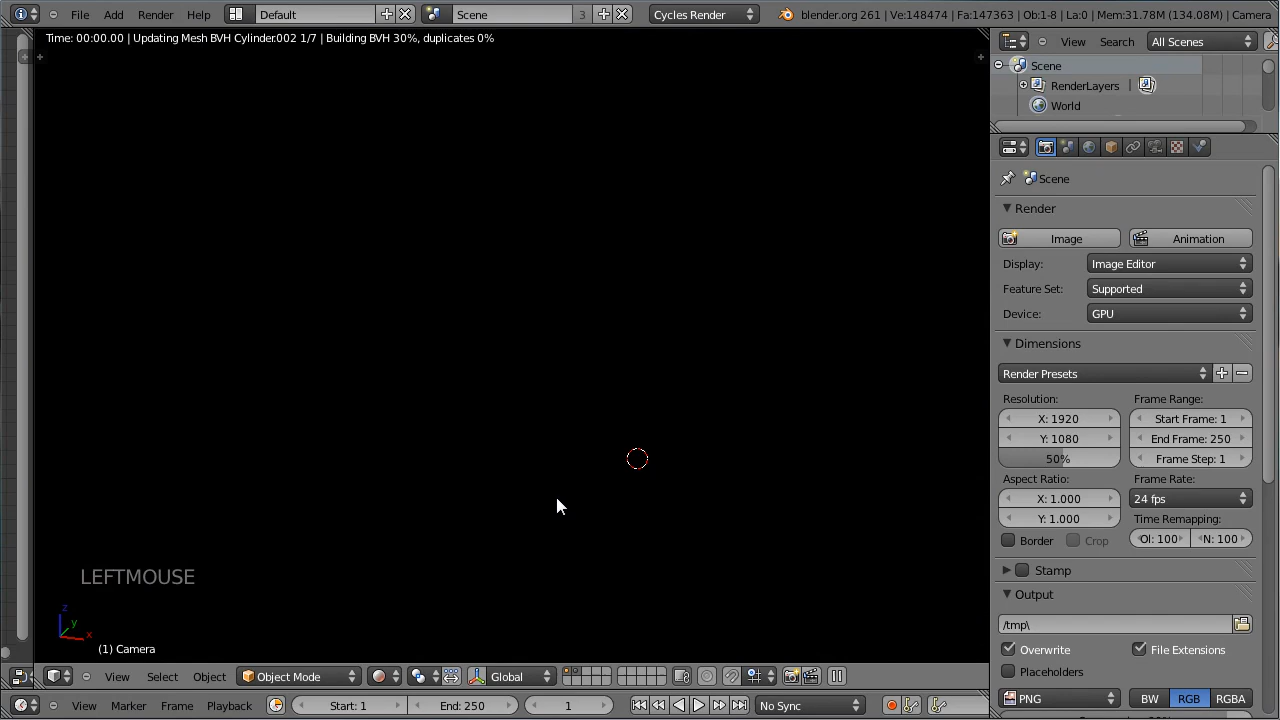 File Add Render Help Default Scene 3 Cycles Render blender.org 261 | Ve:148474 | Fa:147363 | Ob:1-8 | La:0 | Mem:31.78M (134.08M) | Camera
Time: 00:00.00 | Updating Mesh BVH Cylinder.002 1/7 | Building BVH 30%, duplicates 0%
View Search All Scenes
Scene
RenderLayers |
World
Scene
Render
Image Animation
Display: Image Editor
Feature Set: Supported
Device: GPU
Dimensions
Render Presets
Resolution: Frame Range:
X: 1920 Start Frame: 1
Y: 1080 End Frame: 250
50% Frame Step: 1
Aspect Ratio: Frame Rate:
X: 1.000 24 fps
Y: 1.000 Time Remapping:
Border Crop Ol: 100 N: 100
Stamp
Output
/tmp\
Overwrite File Extensions
Placeholders
PNG BW RGB RGBA
LEFTMOUSE
z
y
x
(1) Camera
View Select Object Object Mode Global
View Marker Frame Playback Start: 1 End: 250 1 No Sync